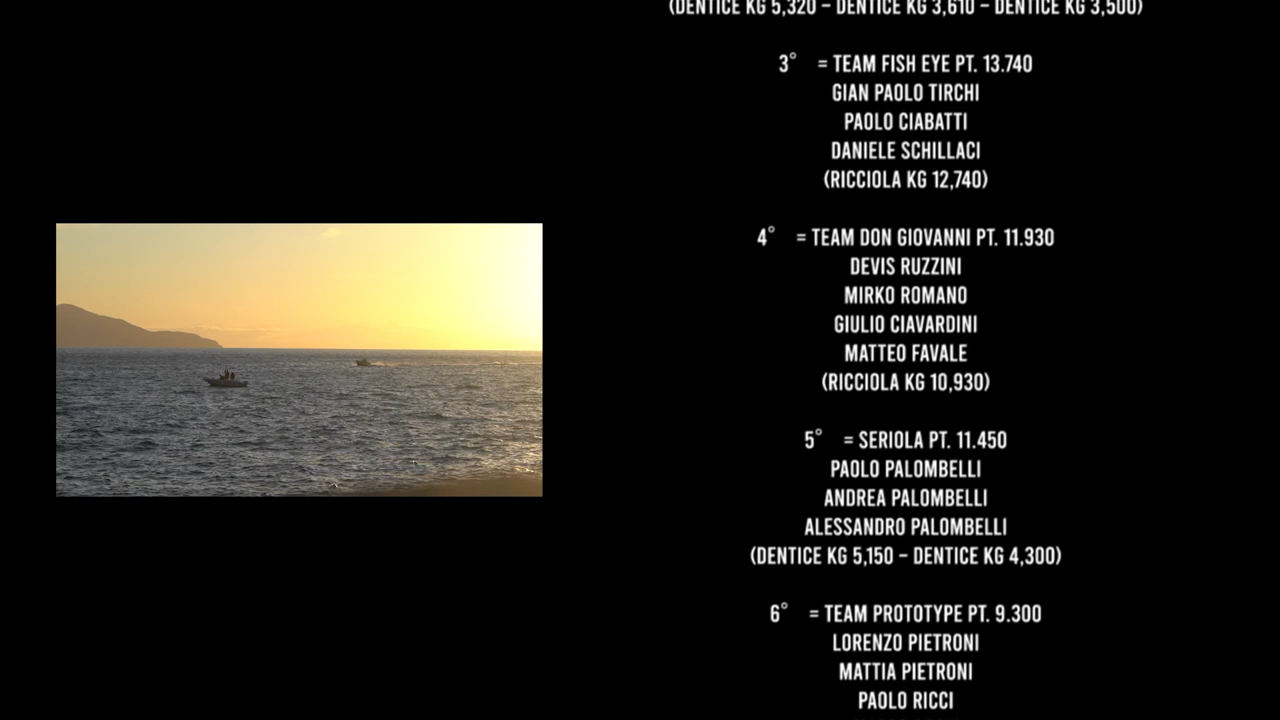 (DENTICE KG 5,320 – DENTICE KG 3,610 – DENTICE KG 3,500)
3° = TEAM FISH EYE PT. 13.740
GIAN PAOLO TIRCHI
PAOLO CIABATTI
DANIELE SCHILLACI
(RICCIOLA KG 12,740)
4° = TEAM DON GIOVANNI PT. 11.930
DEVIS RUZZINI
MIRKO ROMANO
GIULIO CIAVARDINI
MATTEO FAVALE
(RICCIOLA KG 10,930)
5° = SERIOLA PT. 11.450
PAOLO PALOMBELLI
ANDREA PALOMBELLI
ALESSANDRO PALOMBELLI
(DENTICE KG 5,150 – DENTICE KG 4,300)
6° = TEAM PROTOTYPE PT. 9.300
LORENZO PIETRONI
MATTIA PIETRONI
PAOLO RICCI